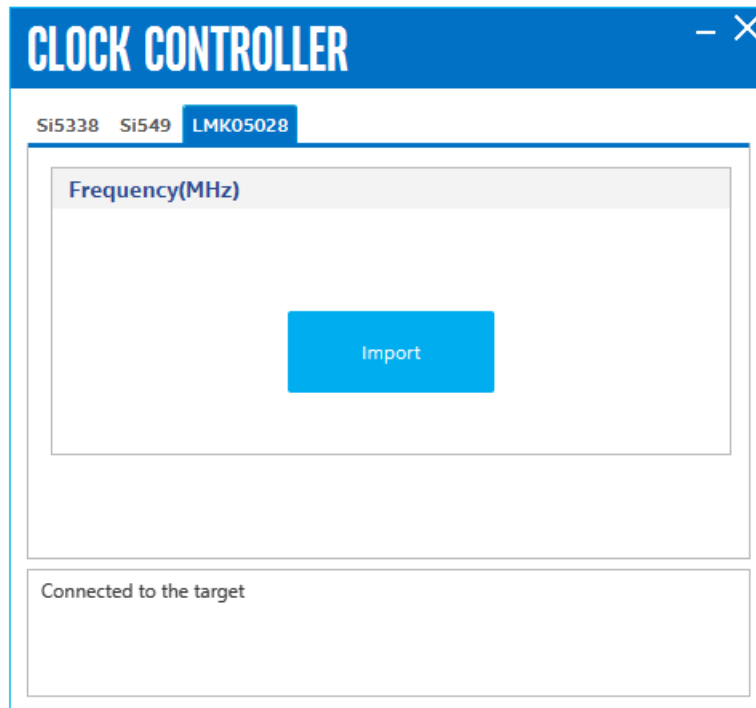 CLOCK CONTROLLER
Si5338 Si549 LMK05028
Frequency(MHz)
Import
Connected to the target